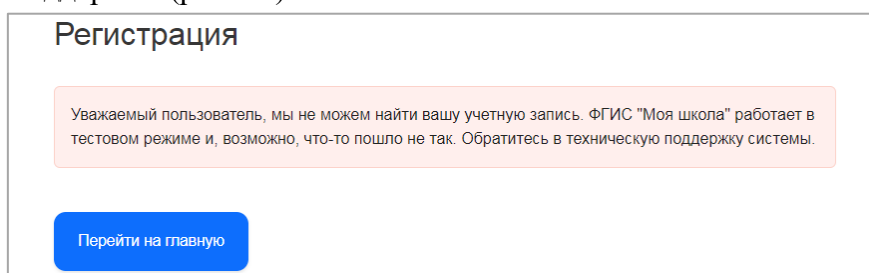 Регистрация
Уважаемый пользователь, мы не можем найти вашу учетную запись. ФГИС "Моя школа" работает в
тестовом режиме и, возможно, что-то пошло не так. Обратитесь в техническую поддержку системы.
Перейти на главную